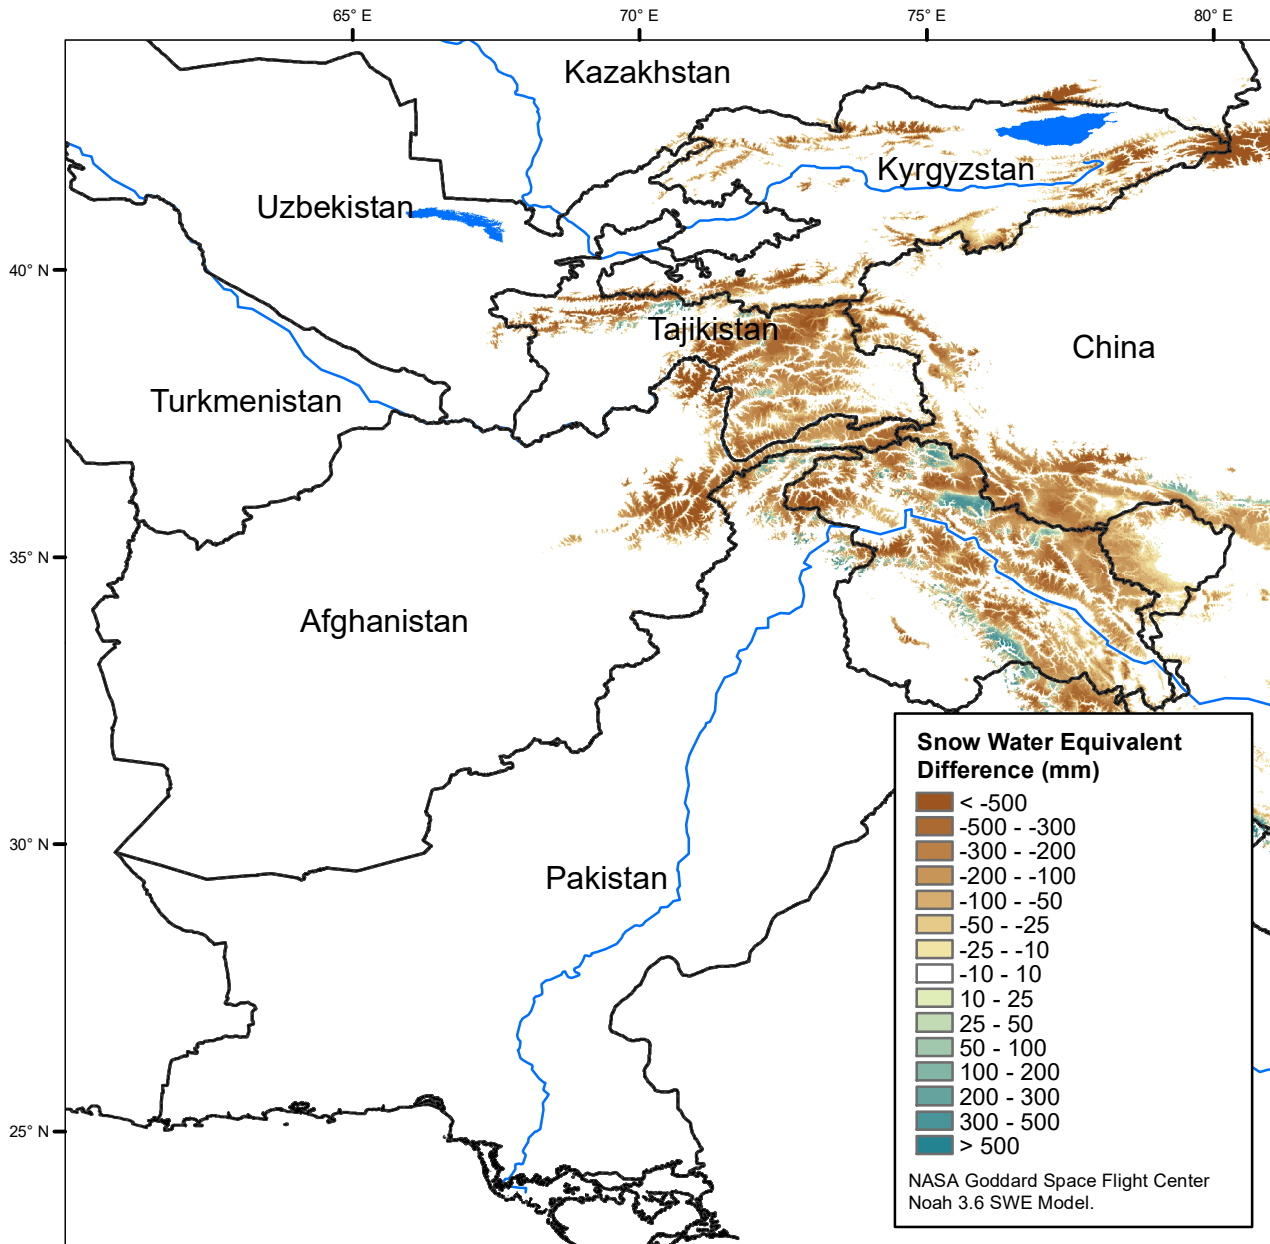 65° E
70° E
75° E
80° E
Kazakhstan
Kyrgyzstan
Uzbekistan
40° N
Tajikistan
China
Turkmenistan
35° N
Afghanistan
30° N
Pakistan
25° N
Snow Water Equivalent
Difference (mm)
< -500
-500 - -300
-300 - -200
-200 - -100
-100 - -50
-50 - -25
-25 - -10
-10 - 10
10 - 25
25 - 50
50 - 100
100 - 200
200 - 300
300 - 500
> 500
NASA Goddard Space Flight Center
Noah 3.6 SWE Model.